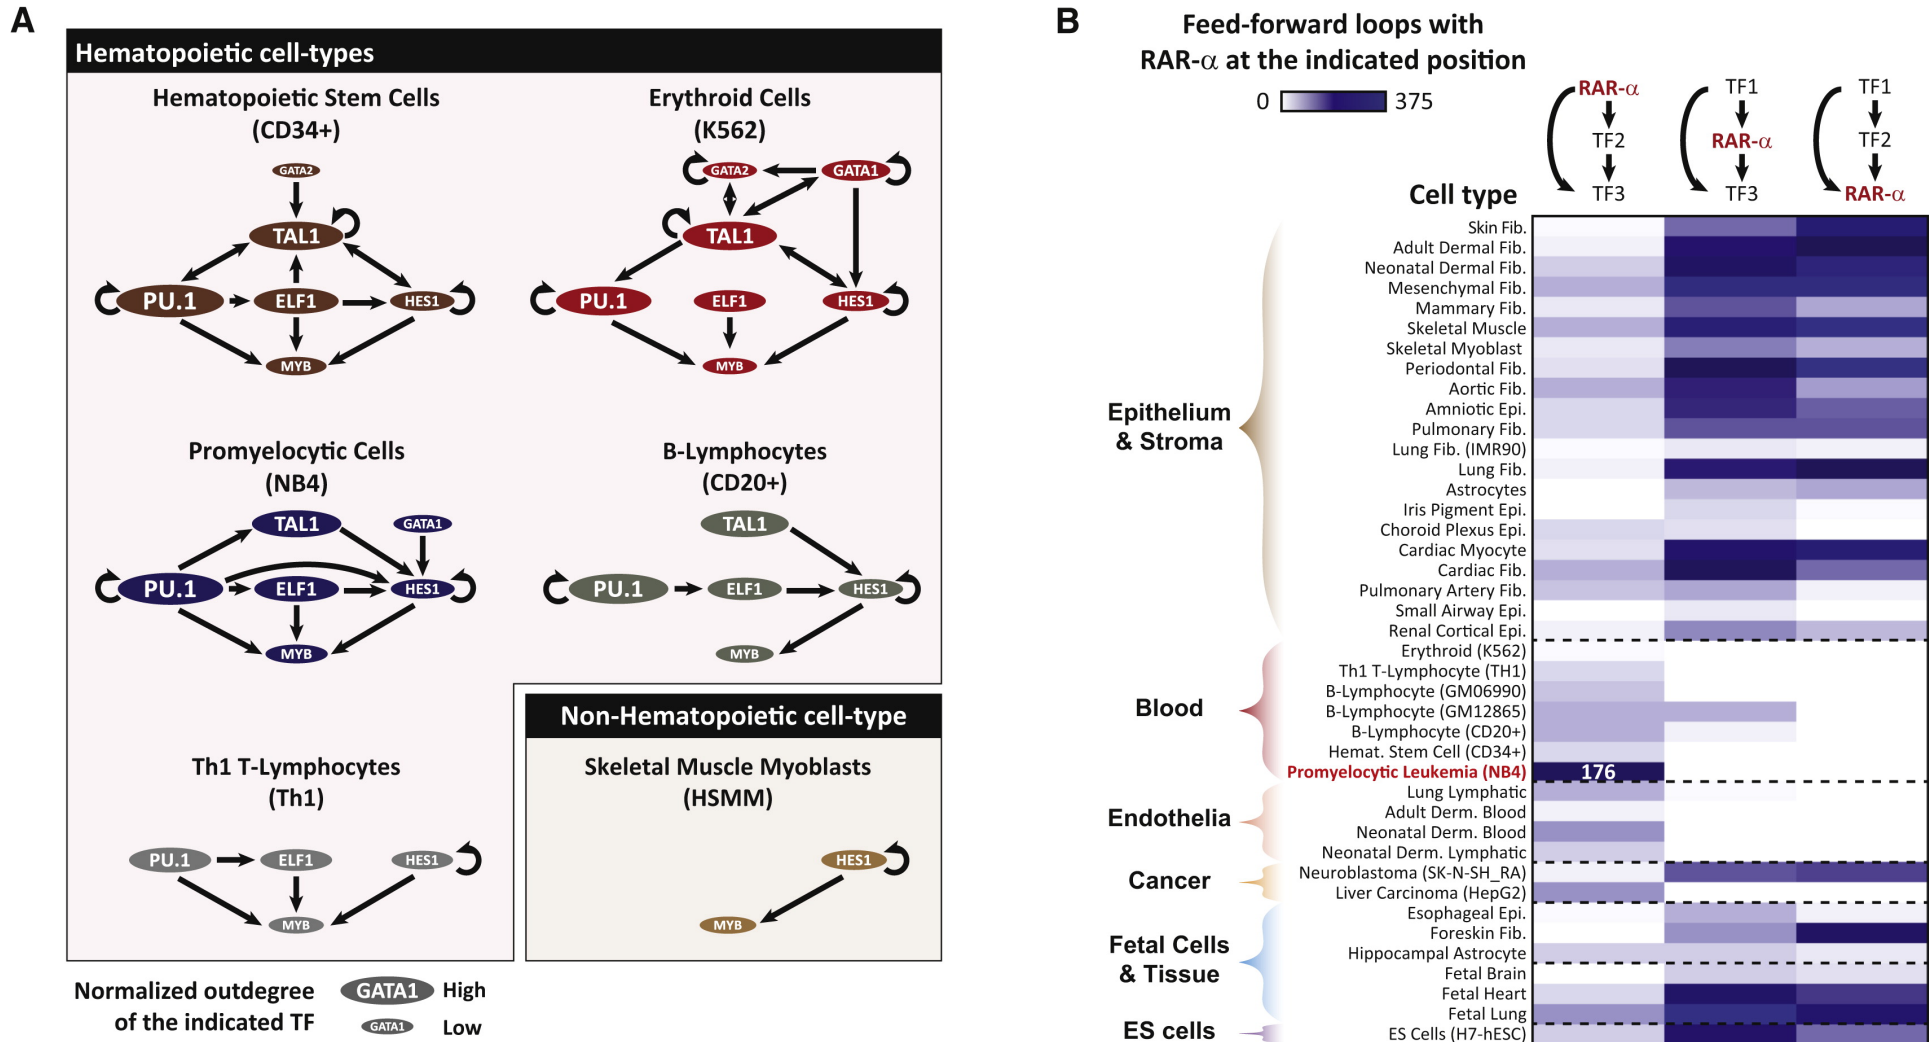 A
Hematopoietic cell-types
Hematopoietic Stem Cells
(CD34+)
GATA2
TAL1
PU.1
ELF1
HES1
MYB
Erythroid Cells
(K562)
GATA2
GATA1
TAL1
PU.1
ELF1
HES1
MYB
Promyelocytic Cells
(NB4)
TAL1
GATA1
PU.1
ELF1
HES1
MYB
B-Lymphocytes
(CD20+)
TAL1
PU.1
ELF1
HES1
MYB
Th1 T-Lymphocytes
(Th1)
PU.1
ELF1
HES1
MYB
Non-Hematopoietic cell-type
Skeletal Muscle Myoblasts
(HSMM)
HES1
MYB
Normalized outdegree
of the indicated TF
GATA1 High
GATA1 Low
B
Feed-forward loops with
RAR-α at the indicated position
0 375
RAR-α
TF2
TF3
TF1
RAR-α
TF3
TF1
TF2
RAR-α
Cell type
Epithelium
& Stroma
Skin Fib.
Adult Dermal Fib.
Neonatal Dermal Fib.
Mesenchymal Fib.
Mammary Fib.
Skeletal Muscle
Skeletal Myoblast
Periodontal Fib.
Aortic Fib.
Amniotic Epi.
Pulmonary Fib.
Lung Fib. (IMR90)
Lung Fib.
Astrocytes
Iris Pigment Epi.
Choroid Plexus Epi.
Cardiac Myocyte
Cardiac Fib.
Pulmonary Artery Fib.
Small Airway Epi.
Renal Cortical Epi.
Blood
Erythroid (K562)
Th1 T-Lymphocyte (TH1)
B-Lymphocyte (GM06990)
B-Lymphocyte (GM12865)
B-Lymphocyte (CD20+)
Hemat. Stem Cell (CD34+)
Promyelocytic Leukemia (NB4) 176
Endothelia
Lung Lymphatic
Adult Derm. Blood
Neonatal Derm. Blood
Neonatal Derm. Lymphatic
Cancer
Neuroblastoma (SK-N-SH_RA)
Liver Carcinoma (HepG2)
Fetal Cells
& Tissue
Esophageal Epi.
Foreskin Fib.
Hippocampal Astrocyte
Fetal Brain
Fetal Heart
Fetal Lung
ES cells
ES Cells (H7-hESC)